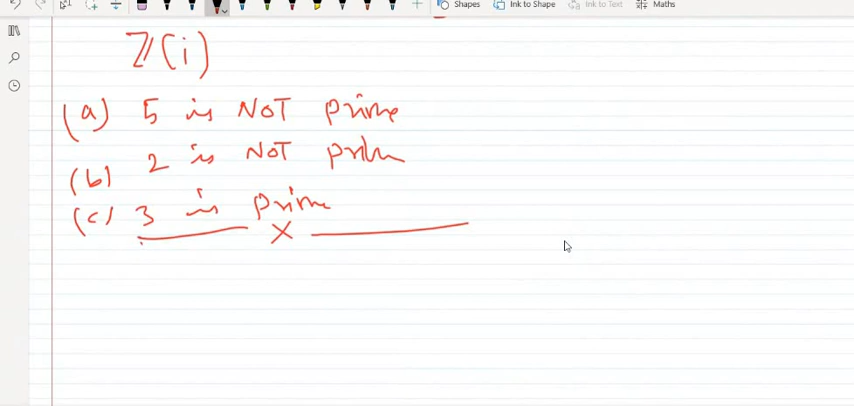 Shapes Ink to Shape Ink to Text Maths
Z(i)
(a) 5 is NOT prime
(b) 2 is NOT prime
(c) 3 is prime
X